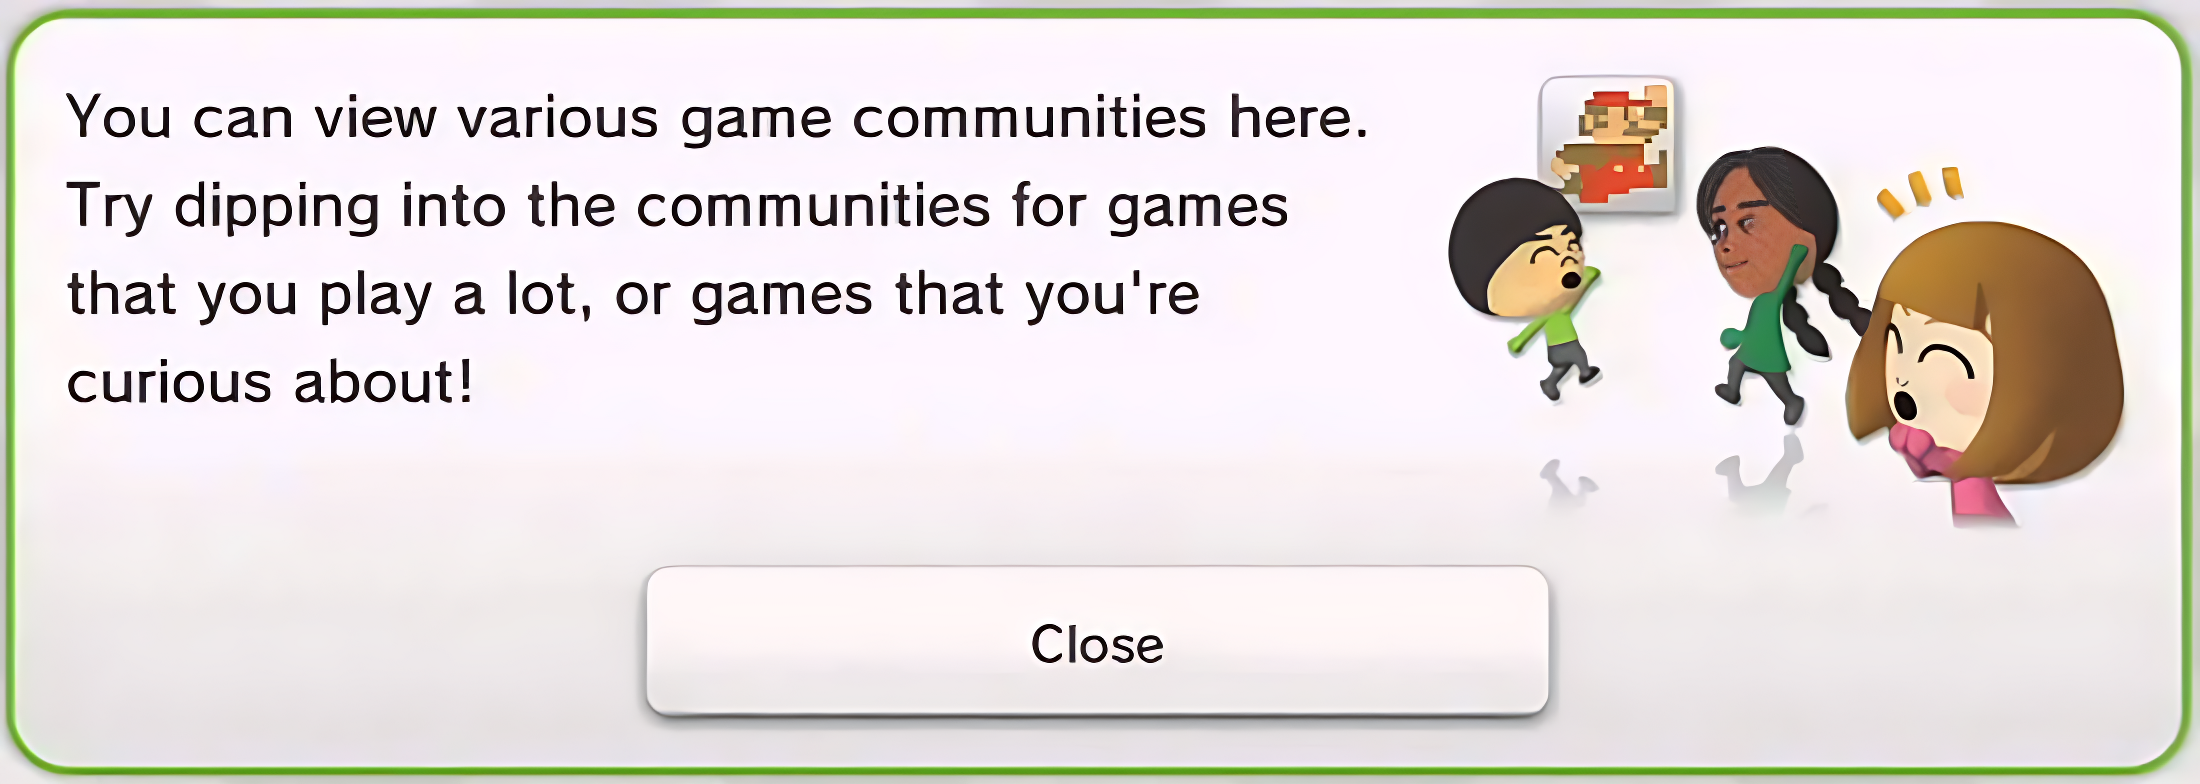 You can view various game communities here.
Try dipping into the communities for games
that you play a lot, or games that you're
curious about!
Close